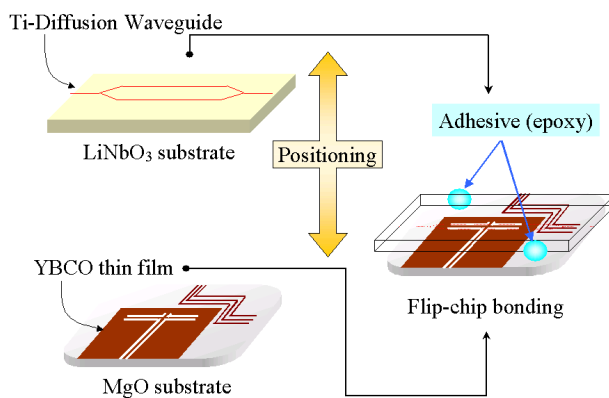 Ti-Diffusion Waveguide
LiNbO₃ substrate
Positioning
Adhesive (epoxy)
YBCO thin film
MgO substrate
Flip-chip bonding